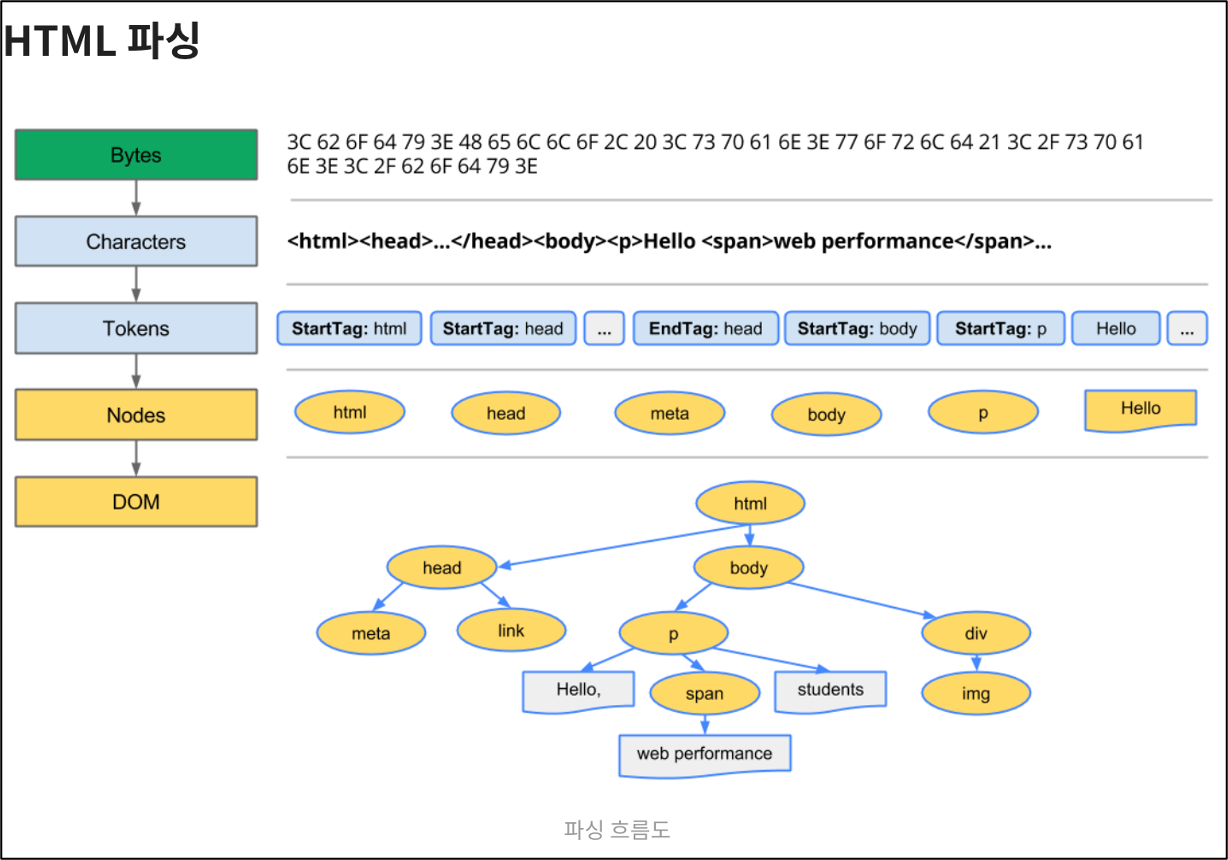 HTML 파싱
Bytes
3C 62 6F 64 79 3E 48 65 6C 6C 6F 2C 20 3C 73 70 61 6E 3E 77 6F 72 6C 64 21 3C 2F 73 70 61
6E 3E 3C 2F 62 6F 64 79 3E
Characters
<html><head>...</head><body><p>Hello <span>web performance</span>...
Tokens
StartTag: html
StartTag: head
...
EndTag: head
StartTag: body
StartTag: p
Hello
...
Nodes
html
head
meta
body
p
Hello
DOM
html
head
body
meta
link
p
div
Hello,
span
students
img
web performance
파싱 흐름도